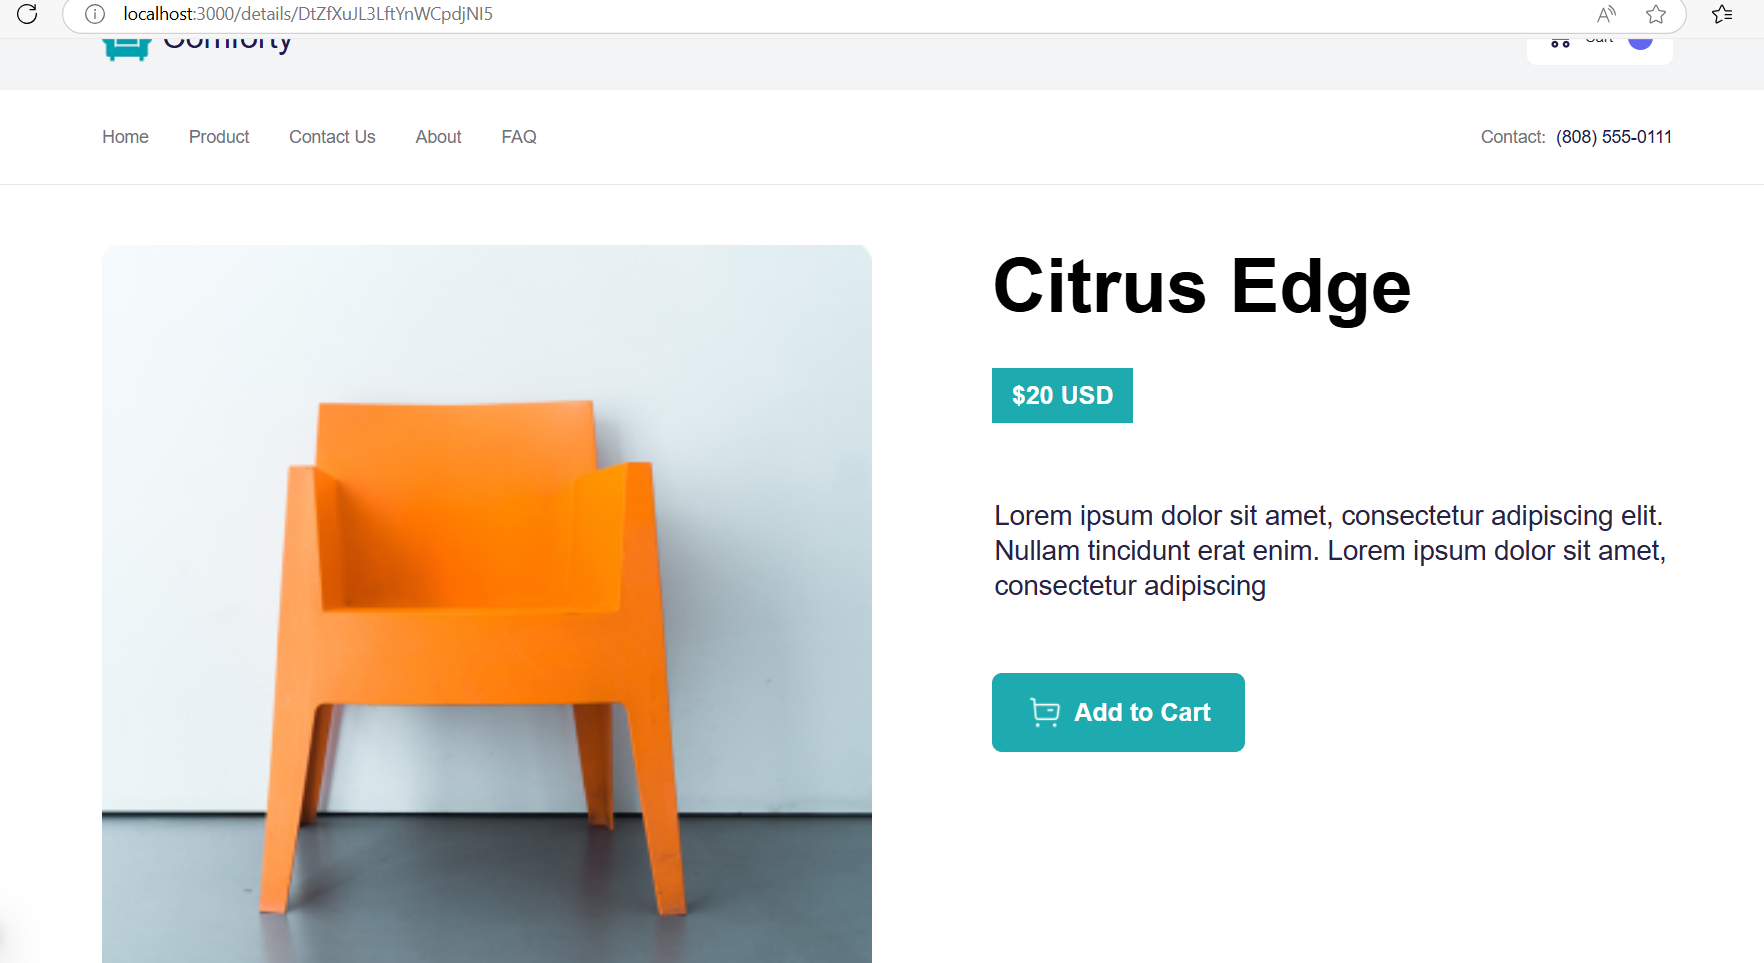 localhost:3000/details/DtZfXuJL3LftYnWCpdjNI5
Comforty
Cart
Home Product Contact Us About FAQ
Contact: (808) 555-0111
Citrus Edge
$20 USD
Lorem ipsum dolor sit amet, consectetur adipiscing elit.
Nullam tincidunt erat enim. Lorem ipsum dolor sit amet,
consectetur adipiscing
Add to Cart